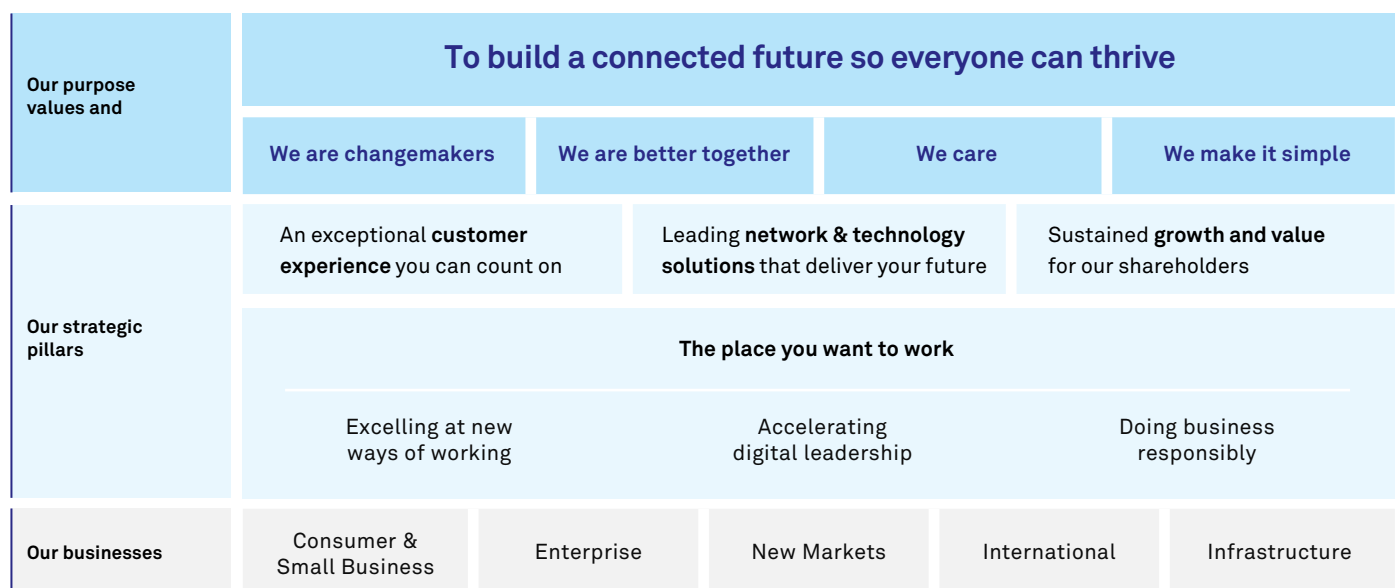 Our purpose
values and
To build a connected future so everyone can thrive
We are changemakers
We are better together
We care
We make it simple
Our strategic
pillars
An exceptional customer
experience you can count on
Leading network & technology
solutions that deliver your future
Sustained growth and value
for our shareholders
The place you want to work
Excelling at new
ways of working
Accelerating
digital leadership
Doing business
responsibly
Our businesses
Consumer &
Small Business
Enterprise
New Markets
International
Infrastructure